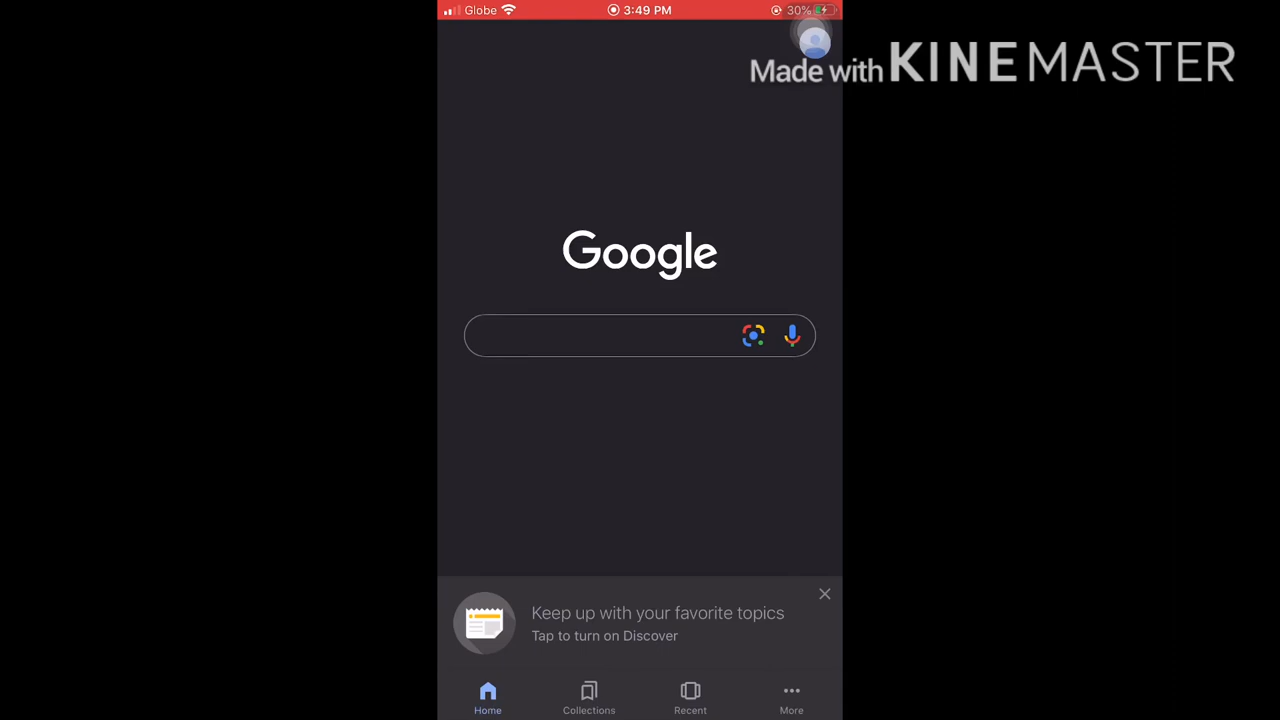 Globe 3:49 PM 30%
Made with KINEMASTER
Google
Keep up with your favorite topics
Tap to turn on Discover
Home Collections Recent More